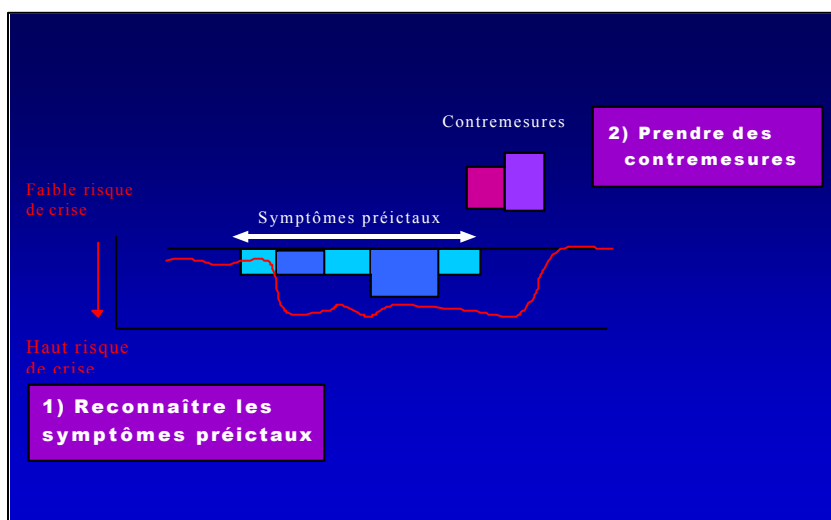 Contremesures
2) Prendre des
contremesures
Faible risque
de crise
Symptômes préictaux
Haut risque
de crise
1) Reconnaître les
symptômes préictaux